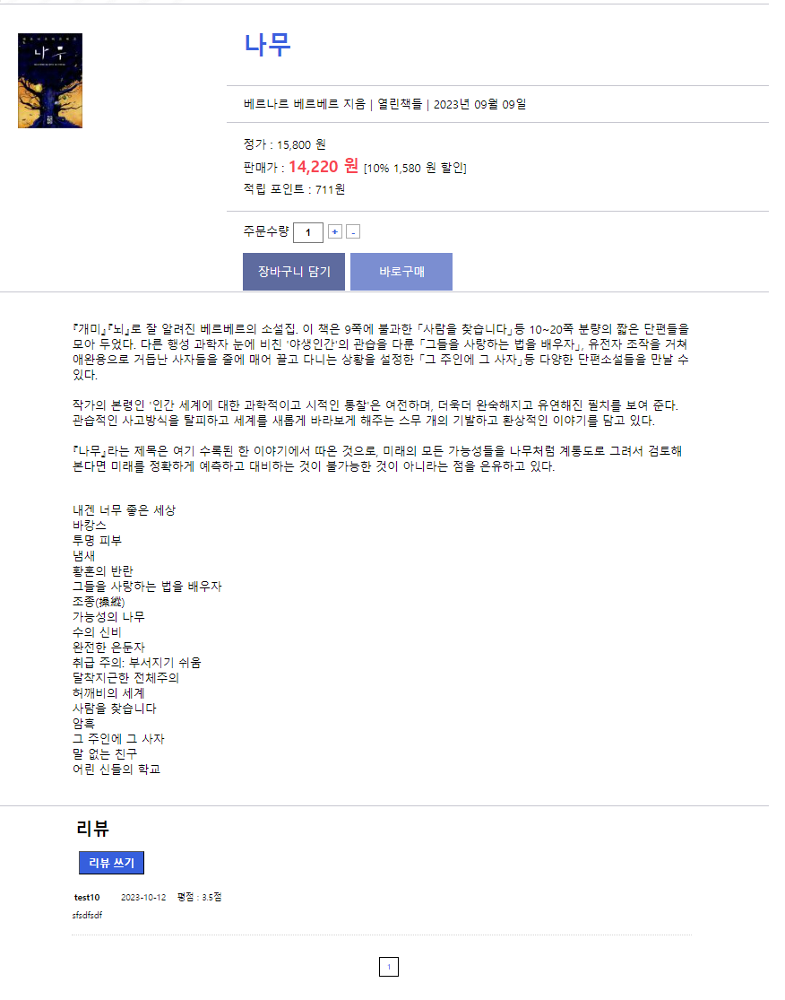 나무
나무
베르나르 베르베르 지음 | 열린책들 | 2023년 09월 09일
정가 : 15,800 원
판매가 : 14,220 원 [10% 1,580 원 할인]
적립 포인트 : 711원
주문수량 1 + -
장바구니 담기 바로구매
『개미』『뇌』로 잘 알려진 베르베르의 소설집. 이 책은 9쪽에 불과한 「사람을 찾습니다」등 10~20쪽 분량의 짧은 단편들을
모아 두었다. 다른 행성 과학자 눈에 비친 '야생인간'의 관습을 다룬 「그들을 사랑하는 법을 배우자」, 유전자 조작을 거쳐
애완용으로 거듭난 사자들을 줄에 매어 끌고 다니는 상황을 설정한 「그 주인에 그 사자」등 다양한 단편소설들을 만날 수
있다.
작가의 본령인 '인간 세계에 대한 과학적이고 시적인 통찰'은 여전하며, 더욱더 완숙해지고 유연해진 필치를 보여 준다.
관습적인 사고방식을 탈피하고 세계를 새롭게 바라보게 해주는 스무 개의 기발하고 환상적인 이야기를 담고 있다.
『나무』라는 제목은 여기 수록된 한 이야기에서 따온 것으로, 미래의 모든 가능성들을 나무처럼 계통도로 그려서 검토해
본다면 미래를 정확하게 예측하고 대비하는 것이 불가능한 것이 아니라는 점을 은유하고 있다.
내겐 너무 좋은 세상
바캉스
투명 피부
냄새
황혼의 반란
그들을 사랑하는 법을 배우자
조종(操縱)
가능성의 나무
수의 신비
완전한 은둔자
취급 주의: 부서지기 쉬움
달착지근한 전체주의
허깨비의 세계
사람을 찾습니다
암흑
그 주인에 그 사자
말 없는 친구
어린 신들의 학교
리뷰
리뷰 쓰기
test10 2023-10-12 평점 : 3.5점
sfsdfsdf
1